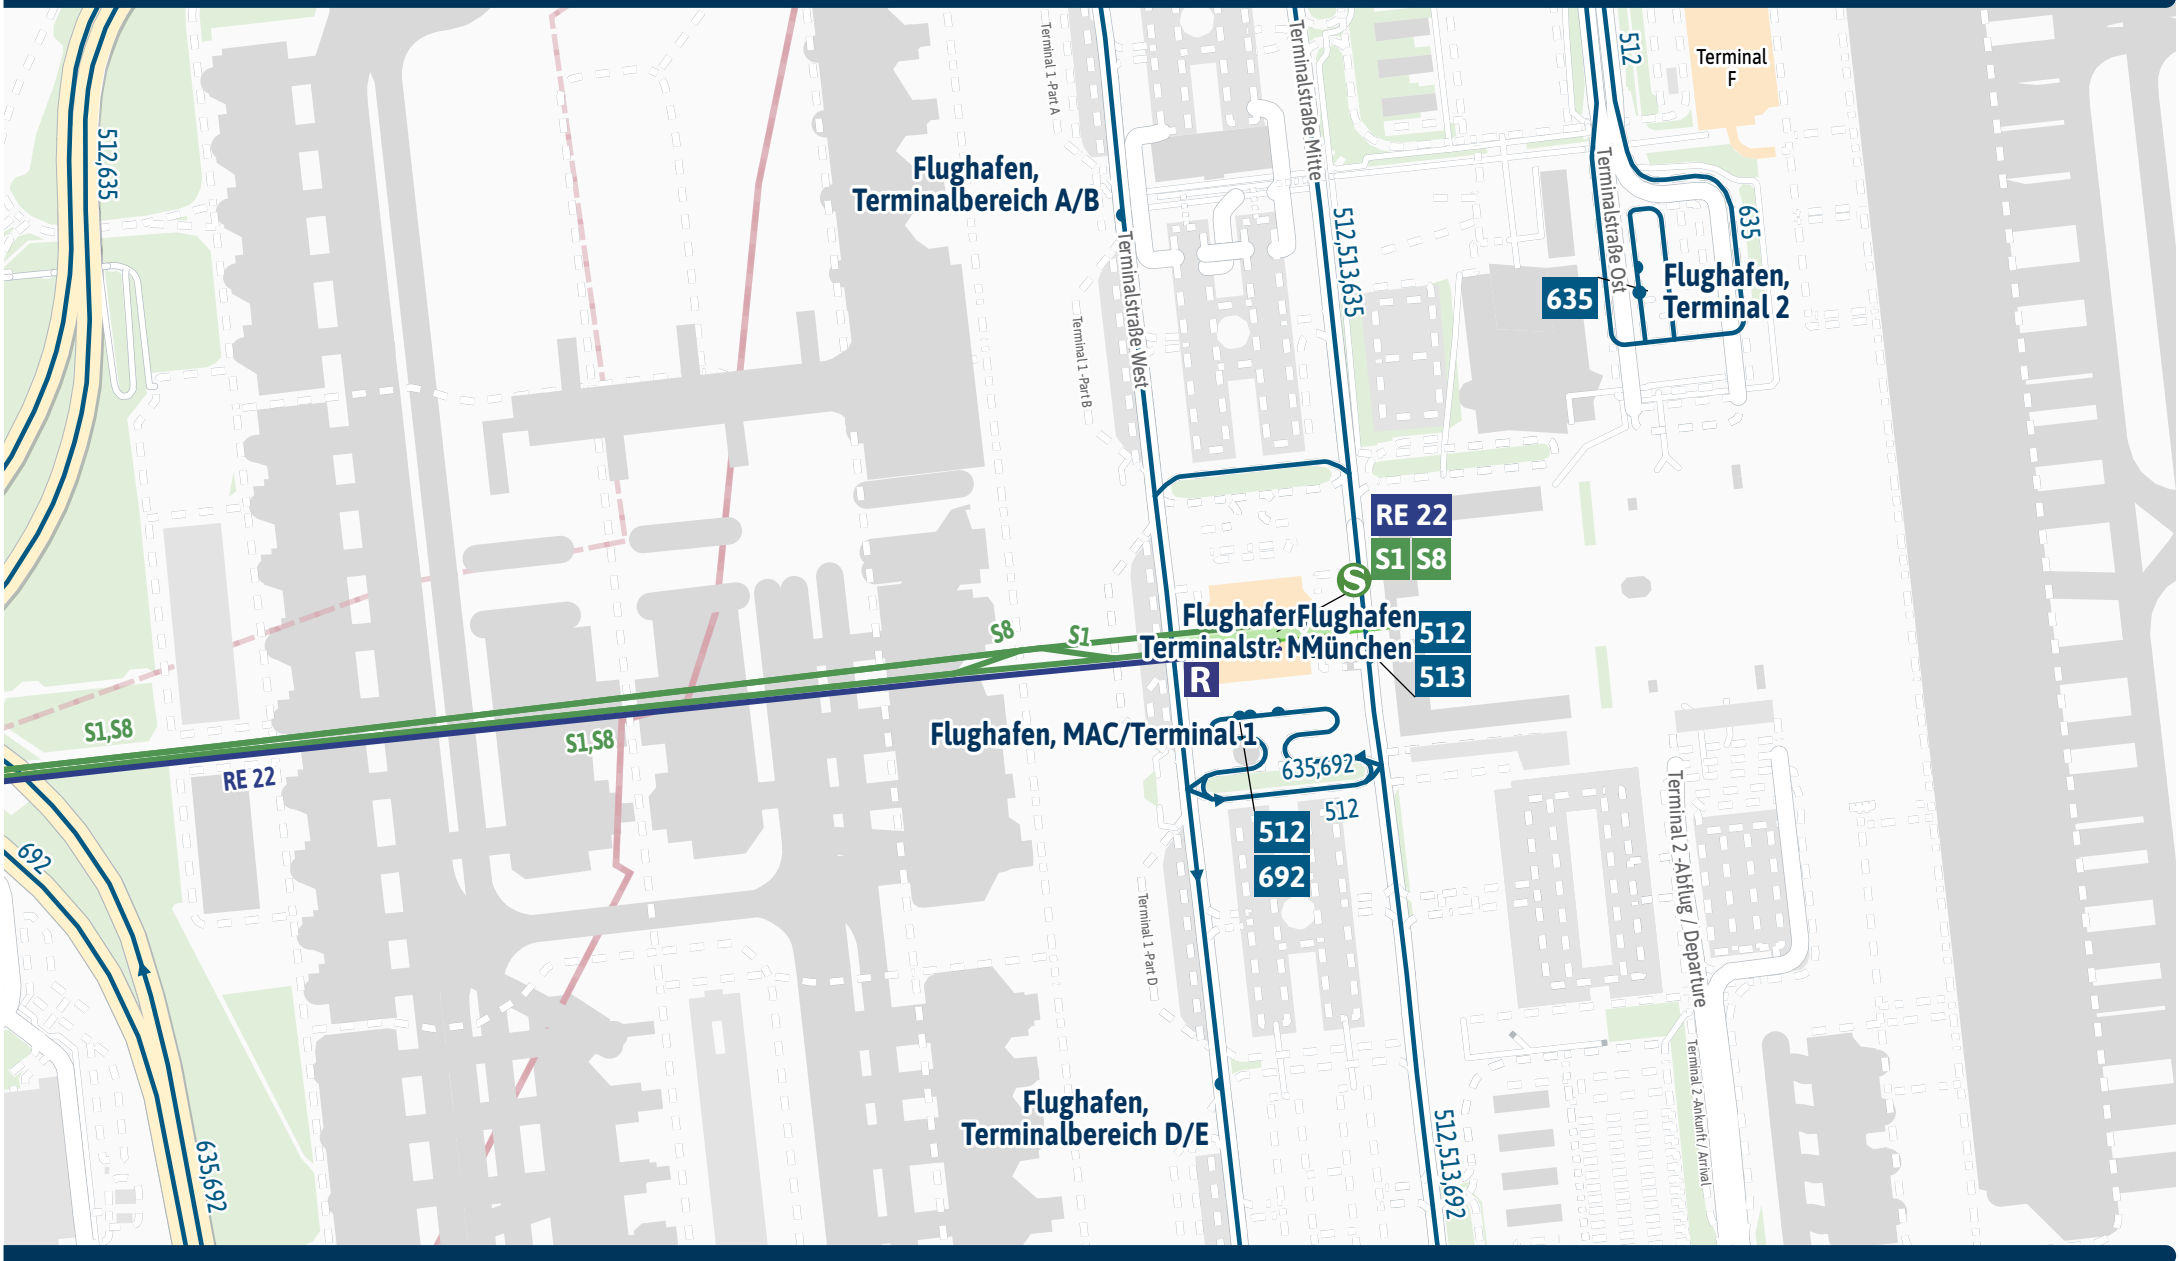 Terminal 1 -Part A
Terminalstraße Mitte
512
Terminal
F
512,635
Flughafen,
Terminalbereich A/B
Terminalstraße West
512,513,635
Terminalstraße Ost
635
635
Flughafen,
Terminal 2
Terminal 1 -Part B
RE 22
S1 S8
S
S8
S1
Flughafen
Terminalstr.
Flughafen
München
512
513
R
S1,S8
S1,S8
RE 22
Flughafen, MAC/Terminal 1
635,692
512
512
692
692
Terminal 2 -Abflug / Departure
Terminal 1 -Part D
Terminal 2 -Ankunft / Arrival
Flughafen,
Terminalbereich D/E
635,692
512,513,692